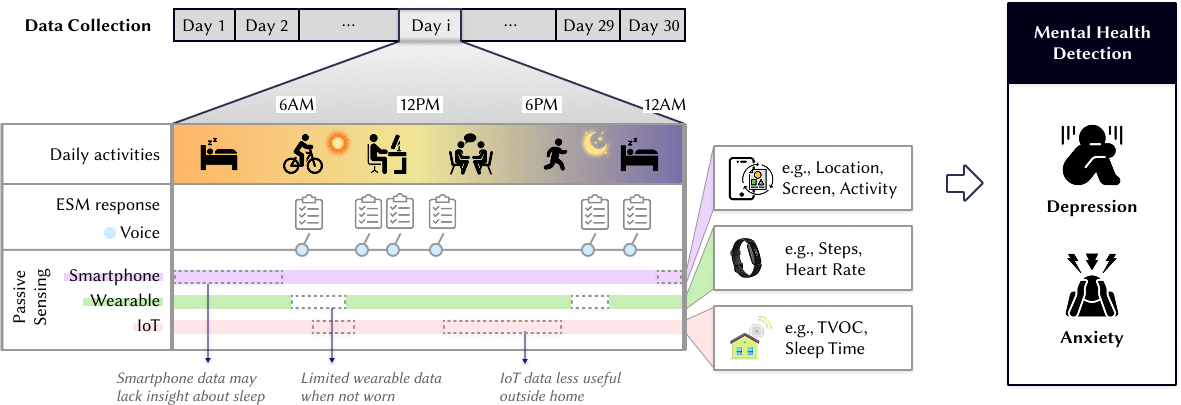 Data Collection
Day 1
Day 2
...
Day i
...
Day 29
Day 30
6AM
12PM
6PM
12AM
Daily activities
ESM response
Voice
Passive
Sensing
Smartphone
Wearable
IoT
Smartphone data may
lack insight about sleep
Limited wearable data
when not worn
IoT data less useful
outside home
e.g., Location,
Screen, Activity
e.g., Steps,
Heart Rate
e.g., TVOC,
Sleep Time
Mental Health
Detection
Depression
Anxiety